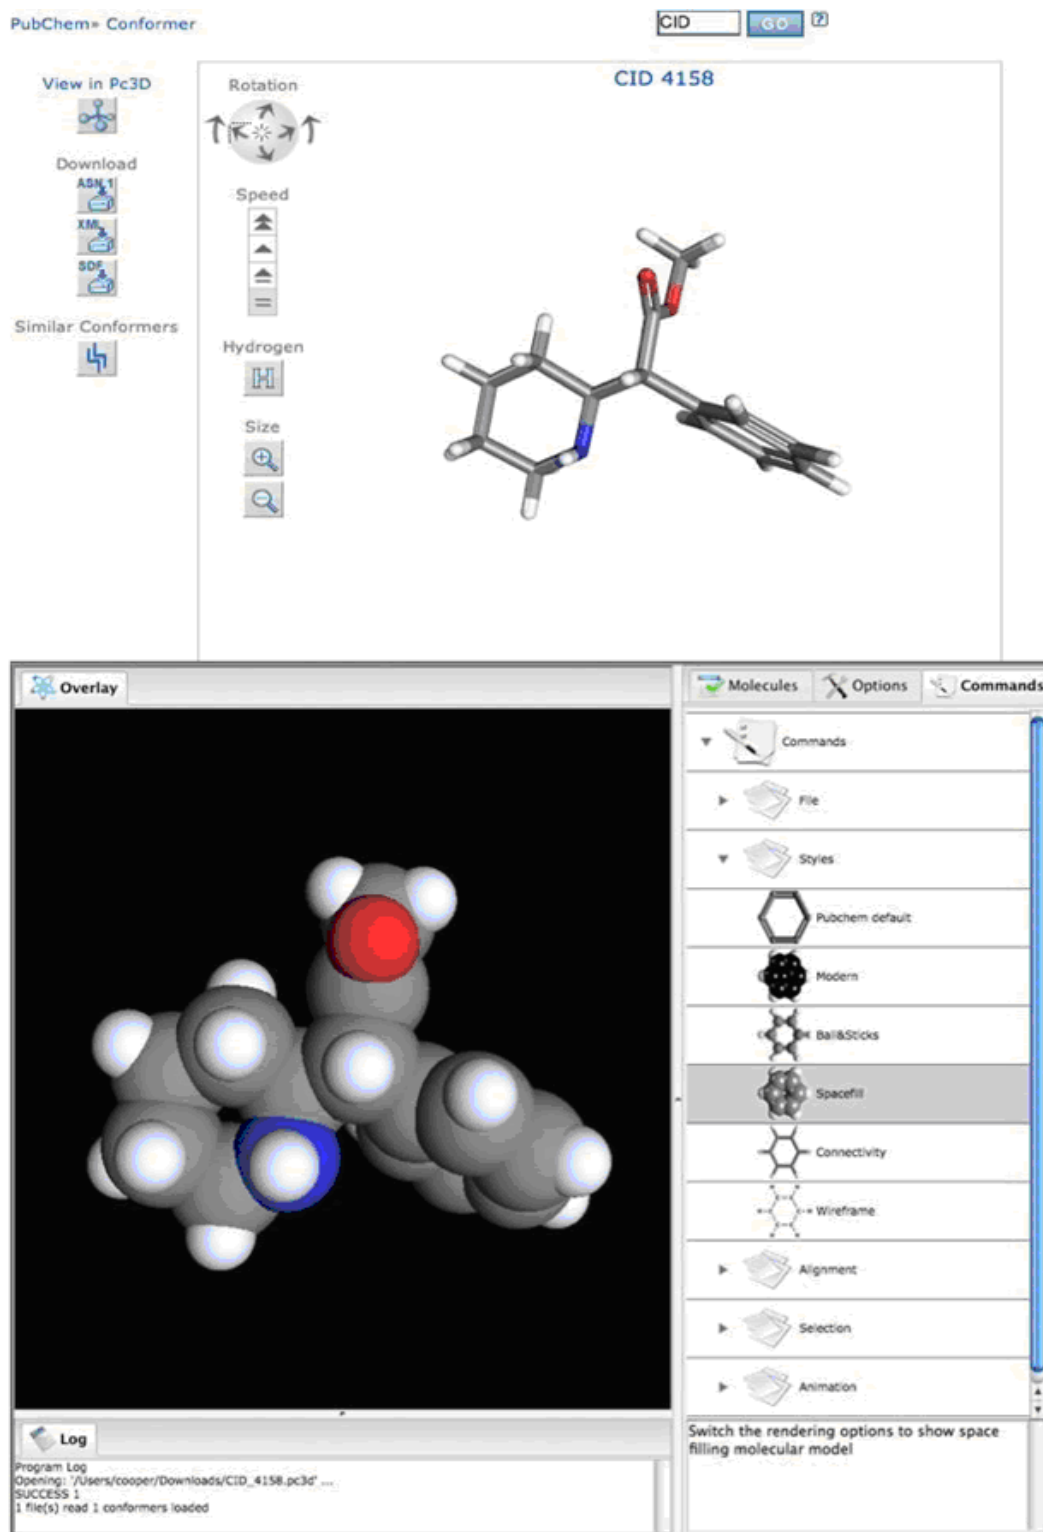 PubChem» Conformer
CID
GO
?
View in Pc3D
Download
ASN.1
XML
SDF
Similar Conformers
Rotation
Speed
Hydrogen
H
Size
CID 4158
Overlay
Molecules
Options
Commands
Commands
File
Styles
Pubchem default
Modern
Ball&Sticks
Spacefill
Connectivity
Wireframe
Alignment
Selection
Animation
Log
Program Log
Opening: '/Users/cooper/Downloads/CID_4158.pc3d' ...
SUCCESS 1
1 file(s) read 1 conformers loaded
Switch the rendering options to show space
filling molecular model